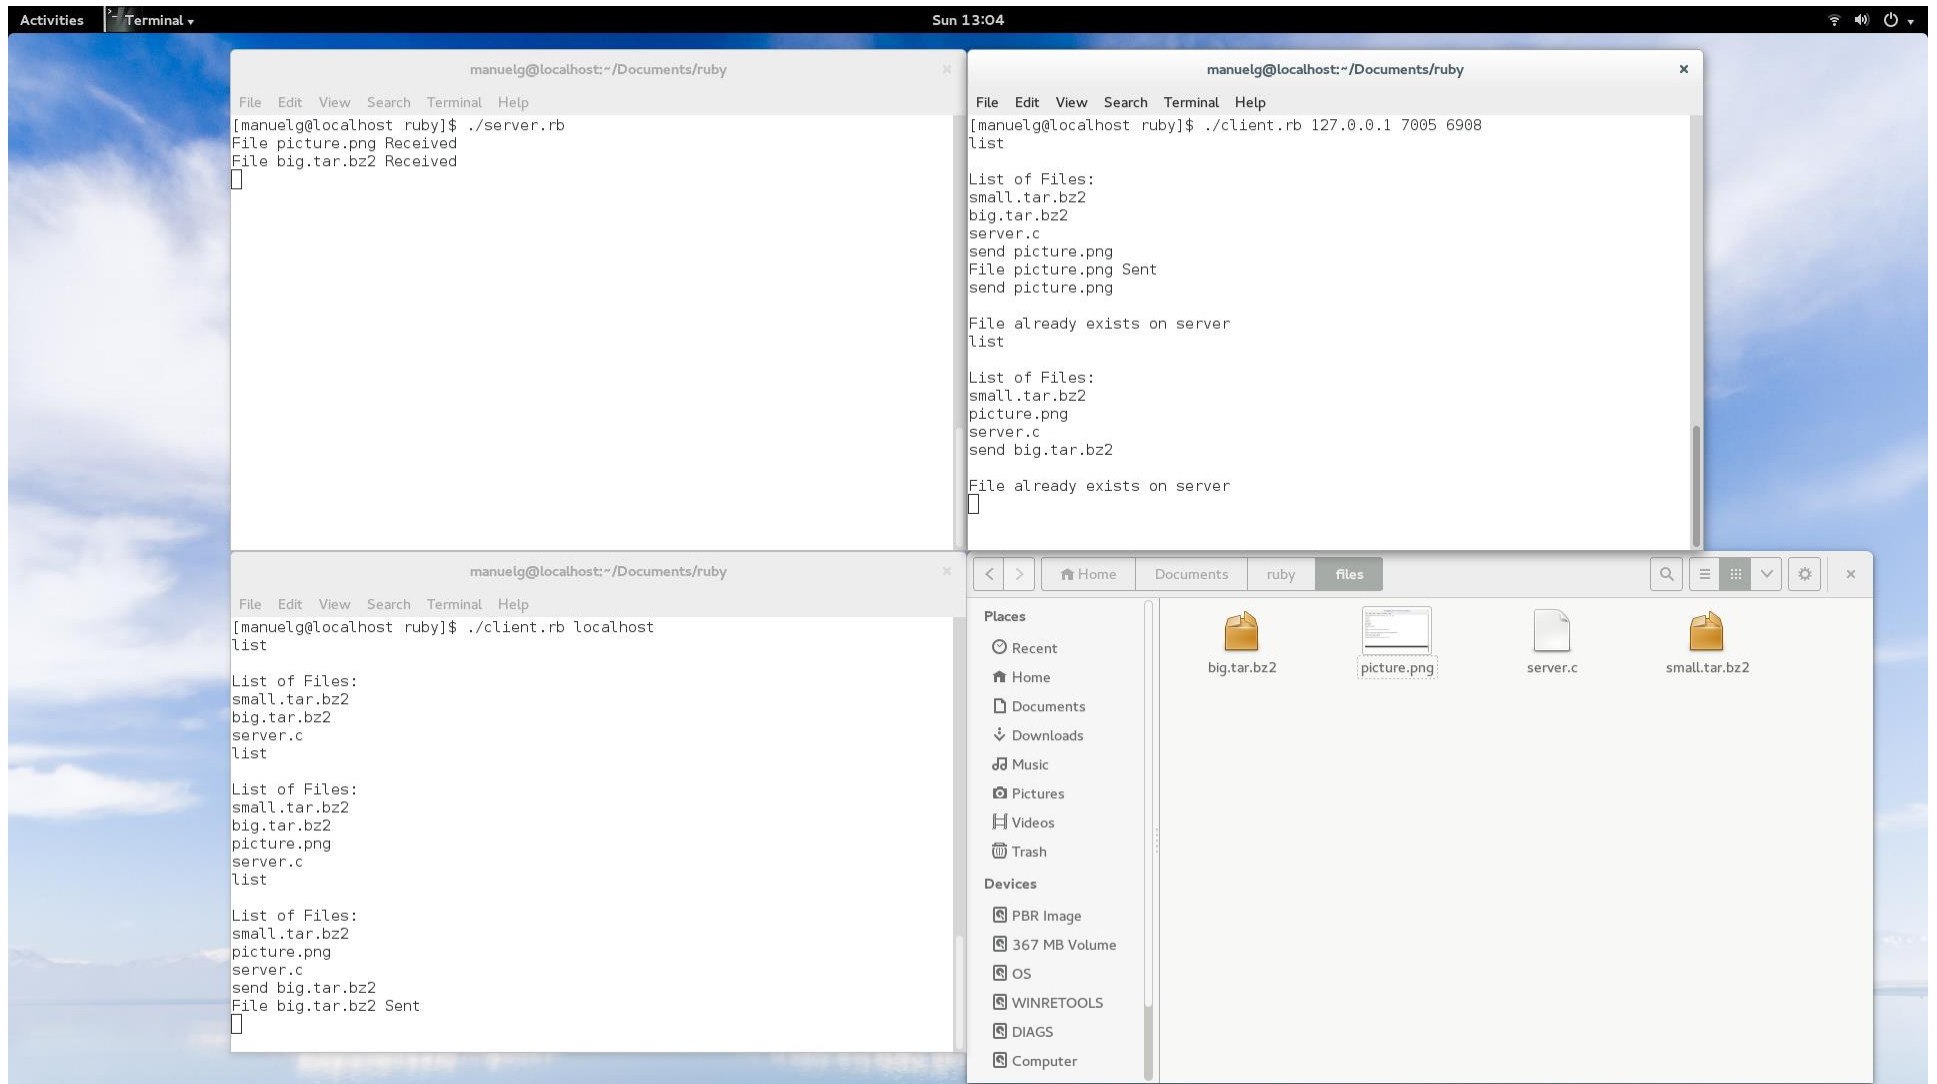 Activities
Terminal
Sun 13:04
manuelg@localhost:~/Documents/ruby
File Edit View Search Terminal Help
[manuelg@localhost ruby]$ ./server.rb
File picture.png Received
File big.tar.bz2 Received
manuelg@localhost:~/Documents/ruby
File Edit View Search Terminal Help
[manuelg@localhost ruby]$ ./client.rb 127.0.0.1 7005 6908
list
List of Files:
small.tar.bz2
big.tar.bz2
server.c
send picture.png
File picture.png Sent
send picture.png
File already exists on server
list
List of Files:
small.tar.bz2
picture.png
server.c
send big.tar.bz2
File already exists on server
manuelg@localhost:~/Documents/ruby
File Edit View Search Terminal Help
[manuelg@localhost ruby]$ ./client.rb localhost
list
List of Files:
small.tar.bz2
big.tar.bz2
server.c
list
List of Files:
small.tar.bz2
big.tar.bz2
picture.png
server.c
list
List of Files:
small.tar.bz2
picture.png
server.c
send big.tar.bz2
File big.tar.bz2 Sent
Home Documents ruby files
Places
Recent
Home
Documents
Downloads
Music
Pictures
Videos
Trash
Devices
PBR Image
367 MB Volume
OS
WINRETOOLS
DIAGS
Computer
big.tar.bz2
picture.png
server.c
small.tar.bz2